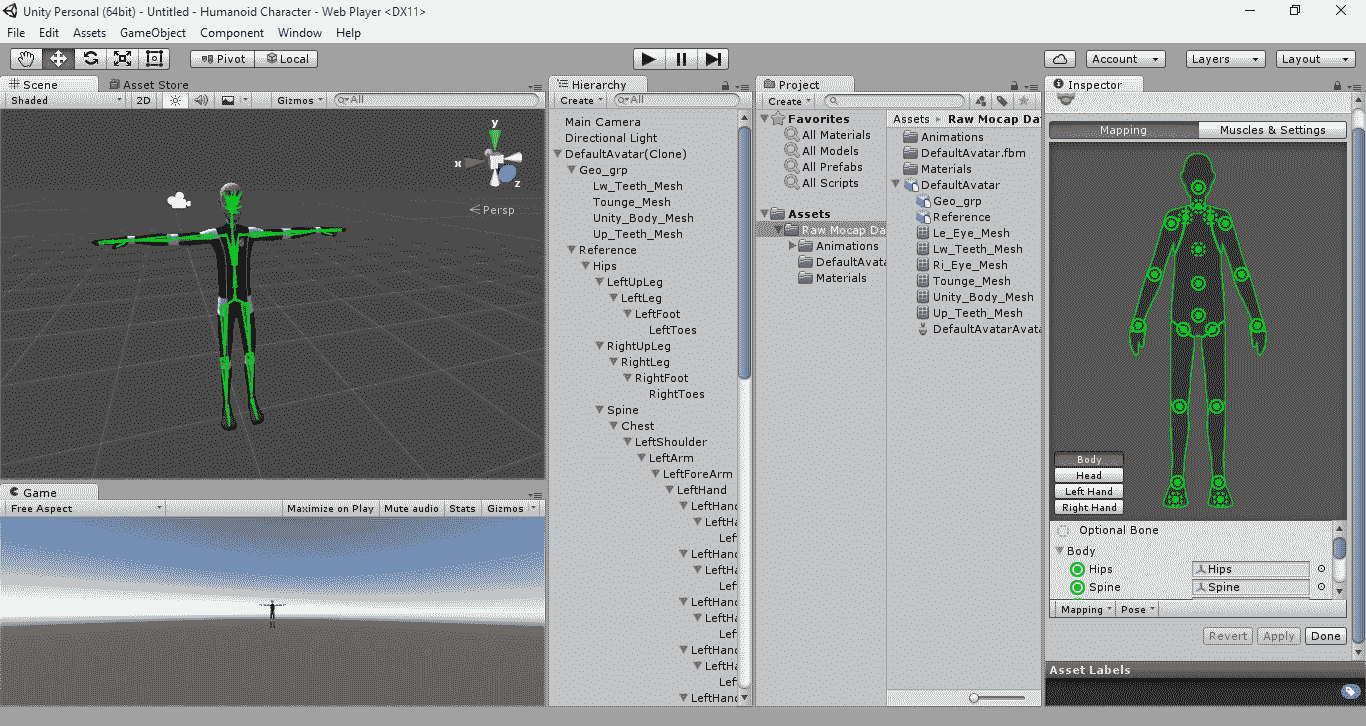 Unity Personal (64bit) - Untitled - Humanoid Character - Web Player <DX11>
File Edit Assets GameObject Component Window Help
Pivot Local Account Layers Layout
Scene Asset Store
Shaded 2D Gizmos All
y
x
z
Persp
Game
Free Aspect Maximize on Play Mute audio Stats Gizmos
Hierarchy
Create All
Main Camera
Directional Light
DefaultAvatar(Clone)
Geo_grp
Lw_Teeth_Mesh
Tounge_Mesh
Unity_Body_Mesh
Up_Teeth_Mesh
Reference
Hips
LeftUpLeg
LeftLeg
LeftFoot
LeftToes
RightUpLeg
RightLeg
RightFoot
RightToes
Spine
Chest
LeftShoulder
LeftArm
LeftForeArm
LeftHand
LeftHand
LeftHa
Lef
LeftHand
LeftHa
Lef
LeftHand
LeftHa
Lef
LeftHand
LeftHa
Lef
LeftHand
Project
Create
Favorites
All Materials
All Models
All Prefabs
All Scripts
Assets
Raw Mocap Da
Animations
DefaultAvata
Materials
Assets Raw Mocap Da
Animations
DefaultAvatar.fbm
Materials
DefaultAvatar
Geo_grp
Reference
Le_Eye_Mesh
Lw_Teeth_Mesh
Ri_Eye_Mesh
Tounge_Mesh
Unity_Body_Mesh
Up_Teeth_Mesh
DefaultAvatarAvata
Inspector
Mapping Muscles & Settings
Body
Head
Left Hand
Right Hand
Optional Bone
Body
Hips Hips
Spine Spine
Mapping Pose
Revert Apply Done
Asset Labels